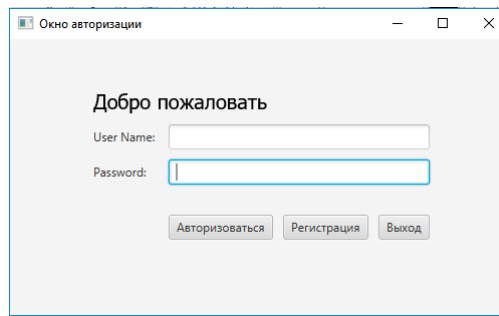 Окно авторизации
Добро пожаловать
User Name:
Password:
Авторизоваться Регистрация Выход